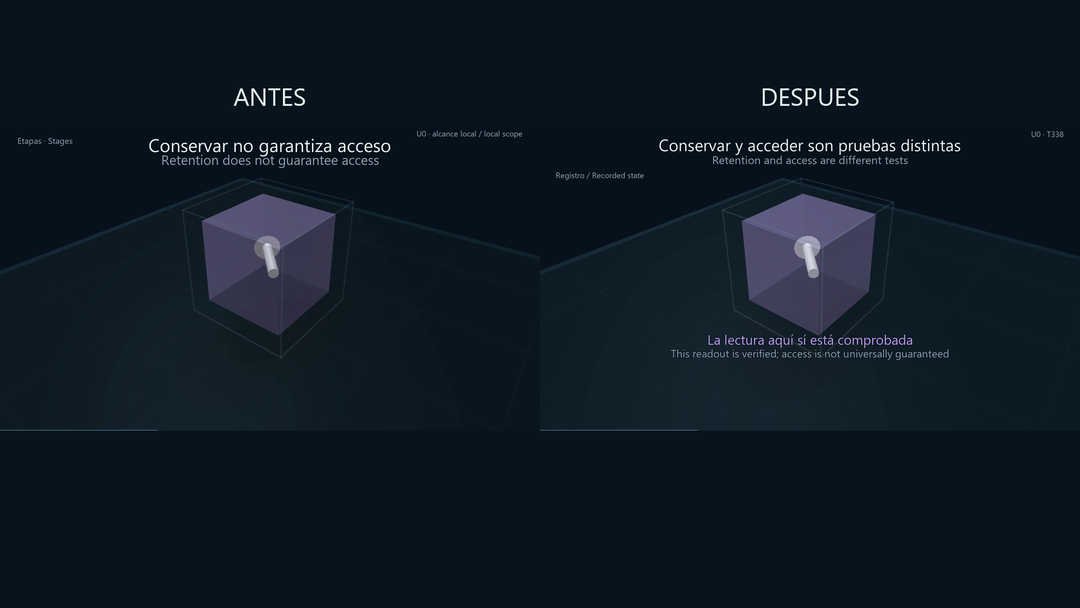 ANTES
Etapas · Stages
U0 · alcance local / local scope
Conservar no garantiza acceso
Retention does not guarantee access
DESPUES
U0 · T338
Conservar y acceder son pruebas distintas
Retention and access are different tests
Registro / Recorded state
La lectura aquí sí está comprobada
This readout is verified; access is not universally guaranteed